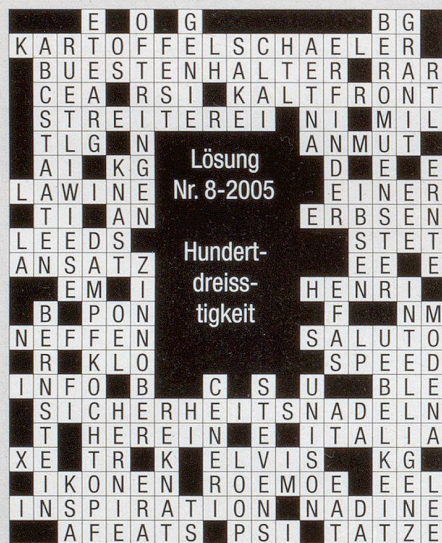 E O G BG
KARTOFFELSCHAELER
BUESTENHALTER RAR
CEA RSI KALTFRONT
STREITEREI NI MIL
TLG N ANMUT
AI KG D E E
LAWINE EINER
TI AN ERBSEN
LEEDS STET
ANSATZ EE E
EM I HENRI
B PON F NM
NEFFEN SALUTO
R KLO SPEED
INFO B C S U BLE
SICHERHEITSNADELN
T HEREIN E ITALIA
XE TR K ELVIS KG
IKONEN ROEMOE EEL
INSPIRATION NADINE
AFEATS PSI TATZE
Lösung
Nr. 8-2005
Hundert-
dreiss-
tigkeit